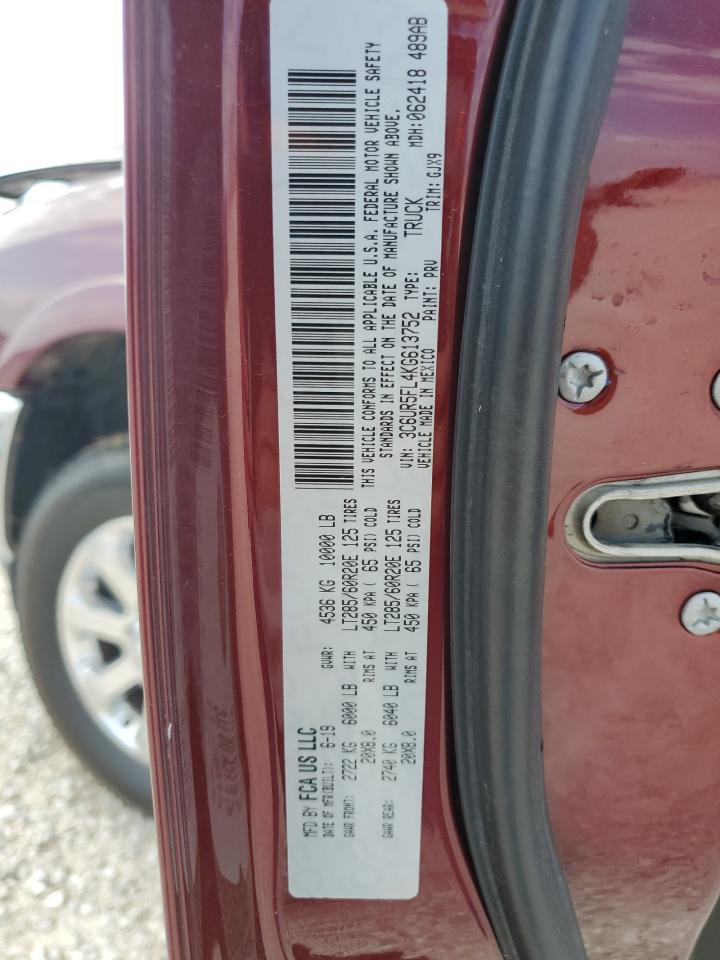 MFD BY FCA US LLC
DATE OF MFR(BUILT): 6-19 GVWR: 4536 KG 10000 LB
GAWR FRONT: 2722 KG 6000 LB WITH LT285/60R20E 125 TIRES
20X8.0 RIMS AT 450 KPA ( 65 PSI) COLD
GAWR REAR: 2740 KG 6040 LB WITH LT285/60R20E 125 TIRES
20X8.0 RIMS AT 450 KPA ( 65 PSI) COLD
THIS VEHICLE CONFORMS TO ALL APPLICABLE U.S.A. FEDERAL MOTOR VEHICLE SAFETY
STANDARDS IN EFFECT ON THE DATE OF MANUFACTURE SHOWN ABOVE.
VIN: 3C6UR5FL4KG613752 TYPE: TRUCK MDH:062418 489AB
VEHICLE MADE IN MEXICO PAINT: PRV TRIM: GJX9